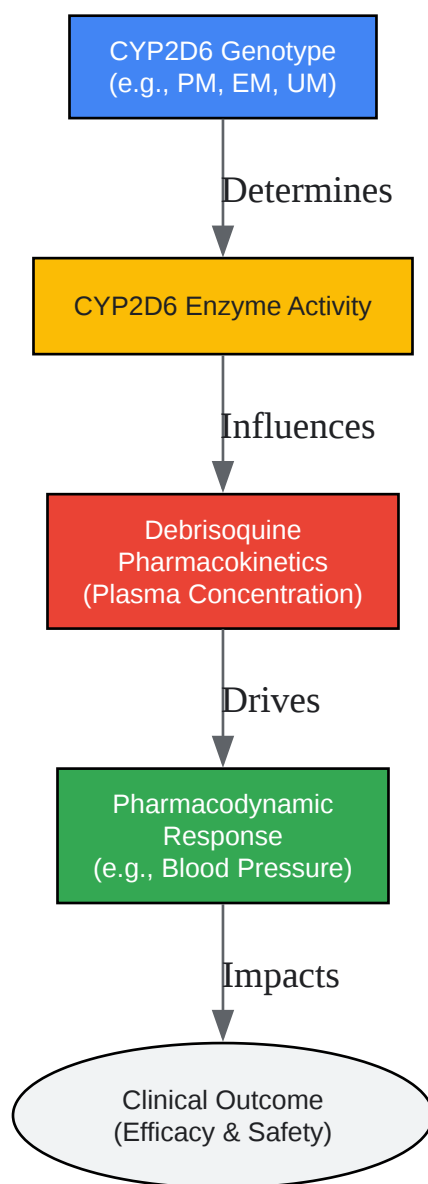 CYP2D6 Genotype
(e.g., PM, EM, UM)
Determines
CYP2D6 Enzyme Activity
Influences
Debrisoquine
Pharmacokinetics
(Plasma Concentration)
Drives
Pharmacodynamic
Response
(e.g., Blood Pressure)
Impacts
Clinical Outcome
(Efficacy & Safety)